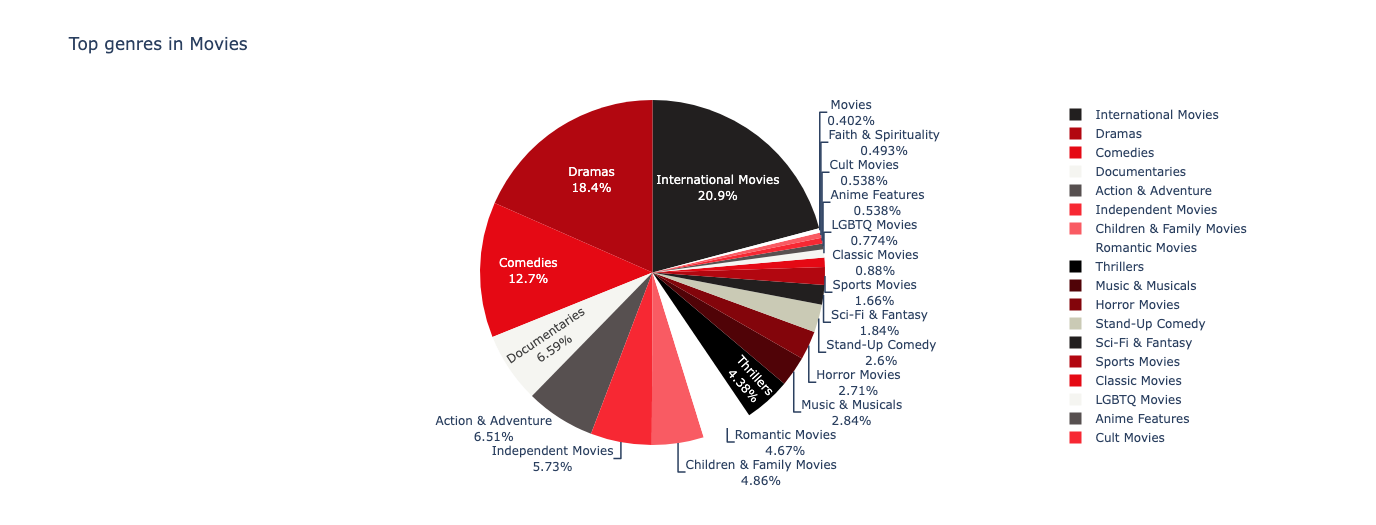 Top genres in Movies
International Movies
20.9%
Dramas
18.4%
Comedies
12.7%
Documentaries
6.59%
Action & Adventure
6.51%
Independent Movies
5.73%
Children & Family Movies
4.86%
Romantic Movies
4.67%
Thrillers
4.38%
Music & Musicals
2.84%
Horror Movies
2.71%
Stand-Up Comedy
2.6%
Sci-Fi & Fantasy
1.84%
Sports Movies
1.66%
Classic Movies
0.88%
LGBTQ Movies
0.774%
Anime Features
0.538%
Cult Movies
0.538%
Faith & Spirituality
0.493%
Movies
0.402%
International Movies
Dramas
Comedies
Documentaries
Action & Adventure
Independent Movies
Children & Family Movies
Romantic Movies
Thrillers
Music & Musicals
Horror Movies
Stand-Up Comedy
Sci-Fi & Fantasy
Sports Movies
Classic Movies
LGBTQ Movies
Anime Features
Cult Movies